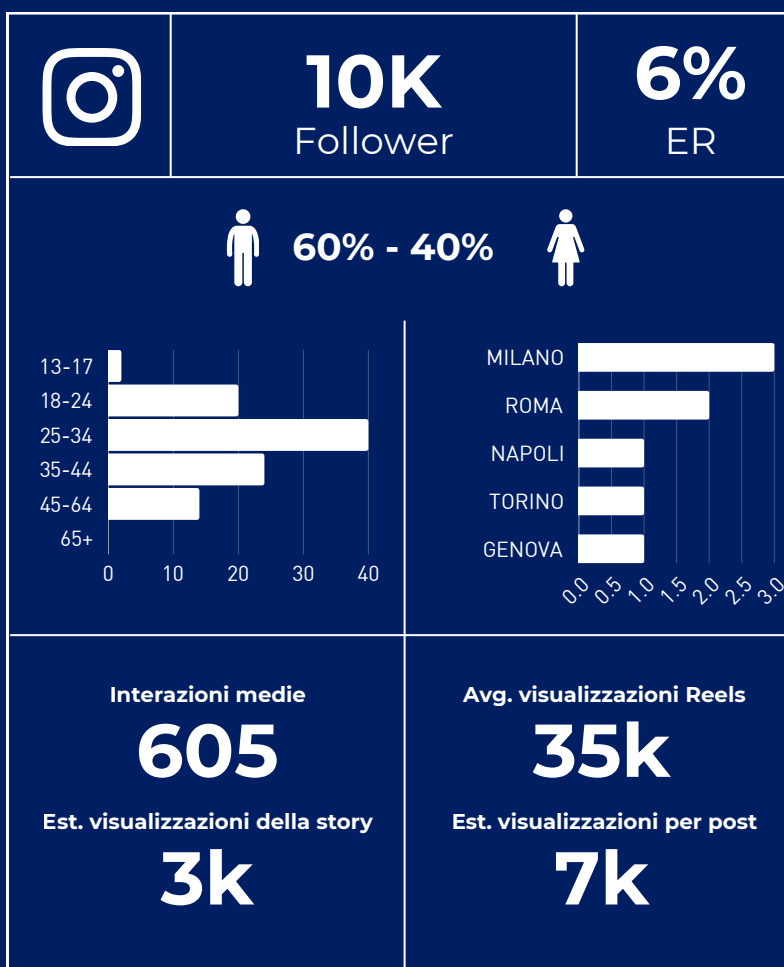 10K
Follower
6%
ER
60% - 40%
13-17
18-24
25-34
35-44
45-64
65+
0 10 20 30 40
MILANO
ROMA
NAPOLI
TORINO
GENOVA
0.0 0.5 1.0 1.5 2.0 2.5 3.0
Interazioni medie
605
Est. visualizzazioni della story
3k
Avg. visualizzazioni Reels
35k
Est. visualizzazioni per post
7k